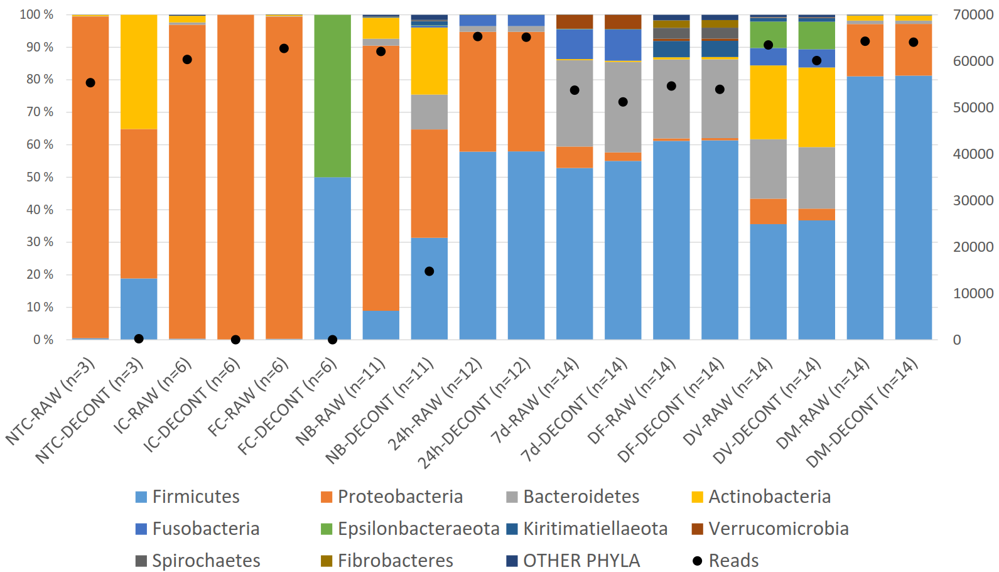 100 % 70000
90 % 60000
80 %
70 % 50000
60 % 40000
50 %
40 % 30000
30 % 20000
20 %
10 % 10000
0 % 0
NTC-RAW (n=3)
NTC-DECONT (n=3)
IC-RAW (n=6)
IC-DECONT (n=6)
FC-RAW (n=6)
FC-DECONT (n=6)
NB-RAW (n=11)
NB-DECONT (n=11)
24h-RAW (n=12)
24h-DECONT (n=12)
7d-RAW (n=14)
7d-DECONT (n=14)
DF-RAW (n=14)
DF-DECONT (n=14)
DV-RAW (n=14)
DV-DECONT (n=14)
DM-RAW (n=14)
DM-DECONT (n=14)
Firmicutes Proteobacteria Bacteroidetes Actinobacteria
Fusobacteria Epsilonbacteraeota Kiritimatiellaeota Verrucomicrobia
Spirochaetes Fibrobacteres OTHER PHYLA Reads